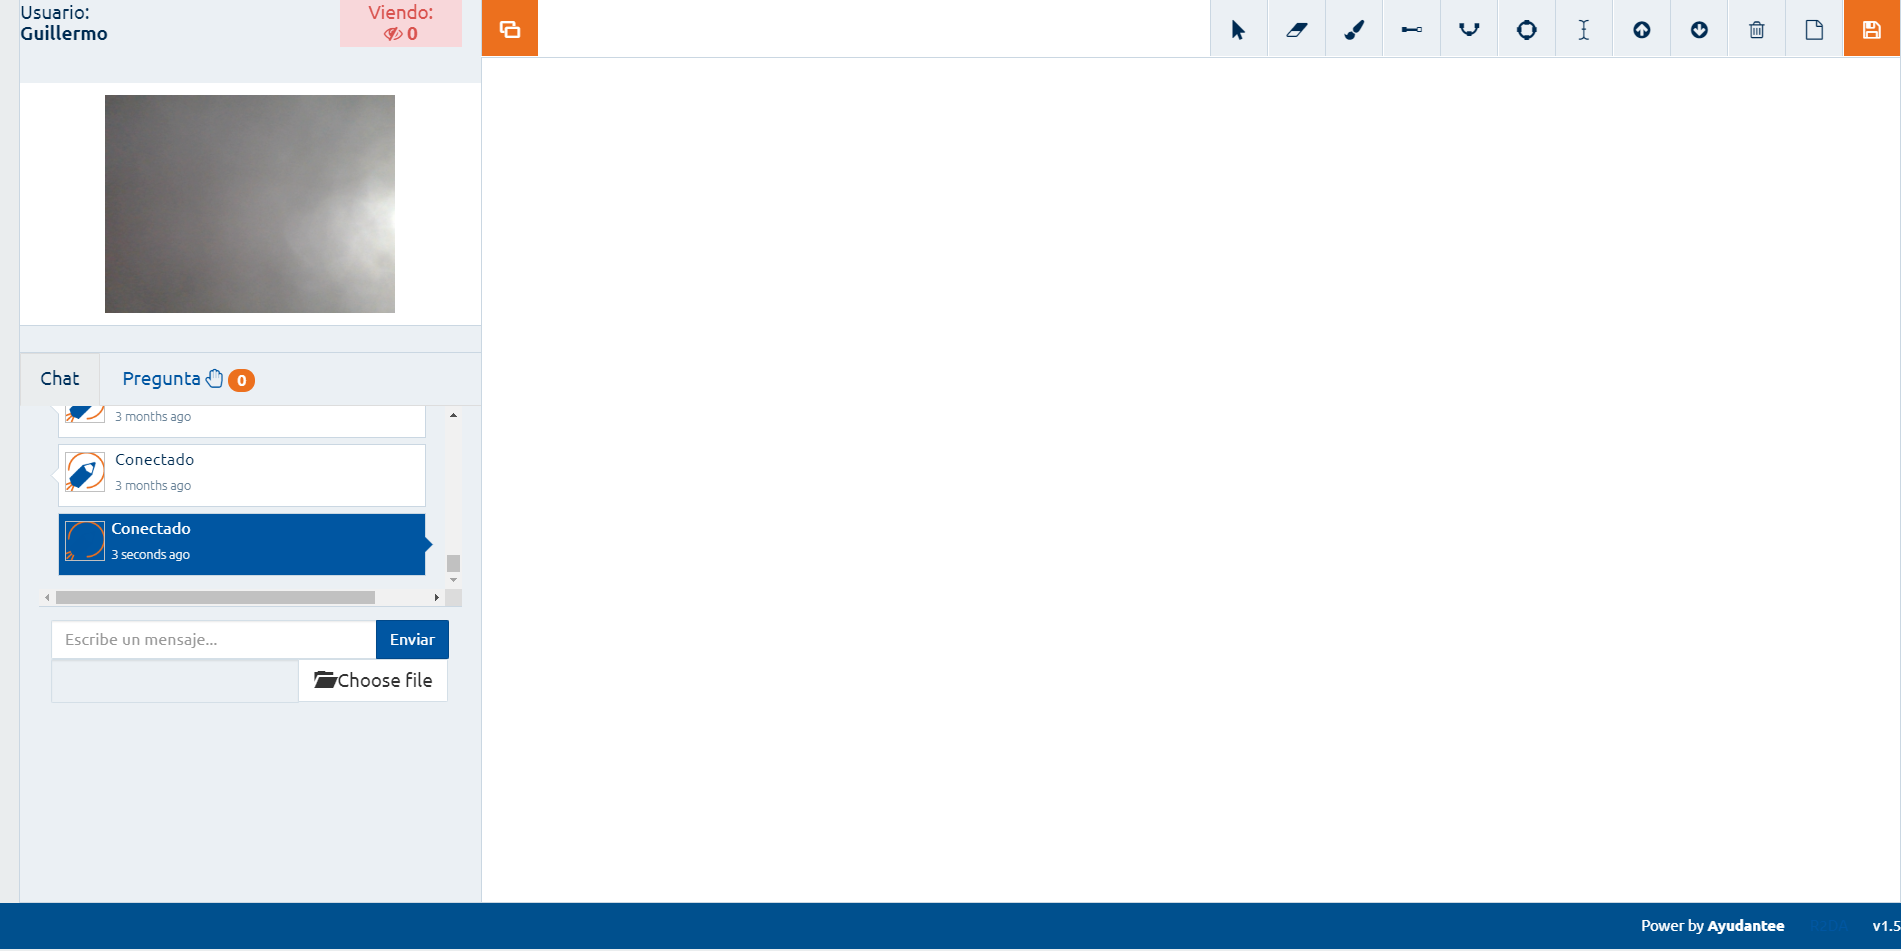 Usuario:
Guillermo
Viendo:
0
Chat
Pregunta 0
3 months ago
Conectado
3 months ago
Conectado
3 seconds ago
Escribe un mensaje...
Enviar
Choose file
Power by Ayudantee
v1.5